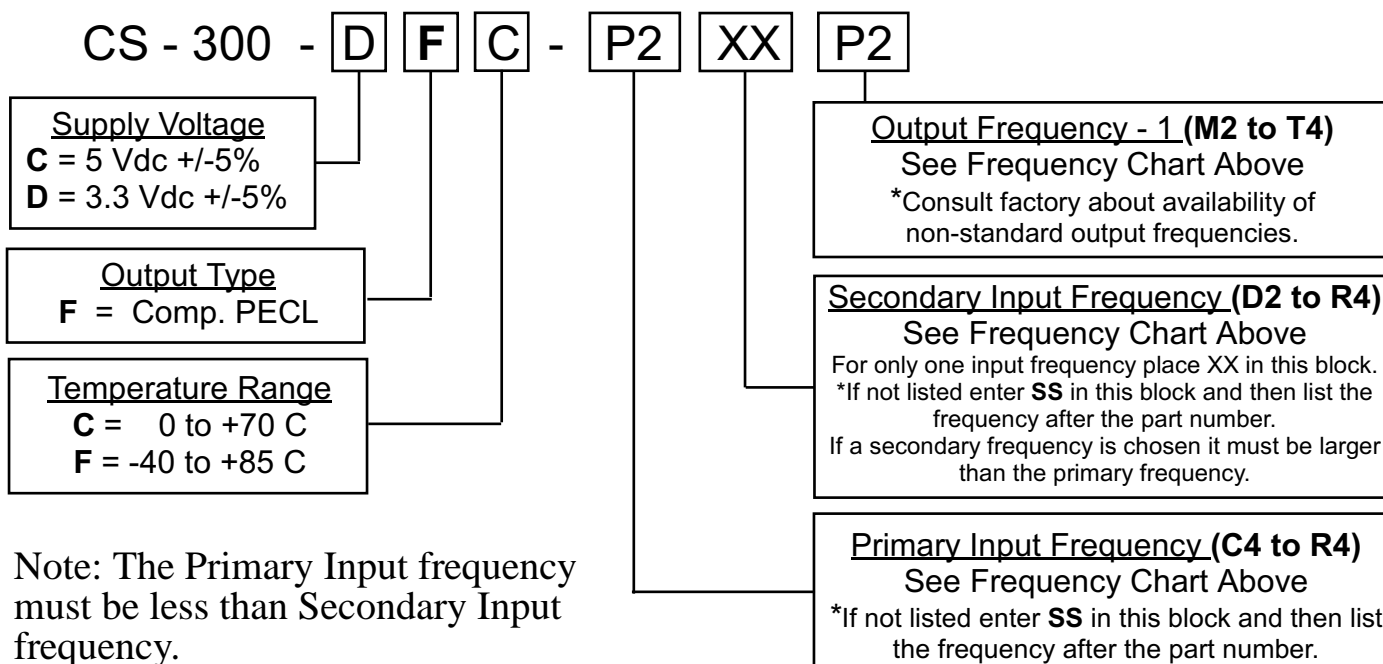 CS - 300 - D F C - P2 XX P2
Supply Voltage
C = 5 Vdc +/-5%
D = 3.3 Vdc +/-5%
Output Type
F = Comp. PECL
Temperature Range
C = 0 to +70 C
F = -40 to +85 C
Note: The Primary Input frequency
must be less than Secondary Input
frequency.
Output Frequency - 1 (M2 to T4)
See Frequency Chart Above
*Consult factory about availability of
non-standard output frequencies.
Secondary Input Frequency (D2 to R4)
See Frequency Chart Above
For only one input frequency place XX in this block.
*If not listed enter SS in this block and then list the
frequency after the part number.
If a secondary frequency is chosen it must be larger
than the primary frequency.
Primary Input Frequency (C4 to R4)
See Frequency Chart Above
*If not listed enter SS in this block and then list
the frequency after the part number.